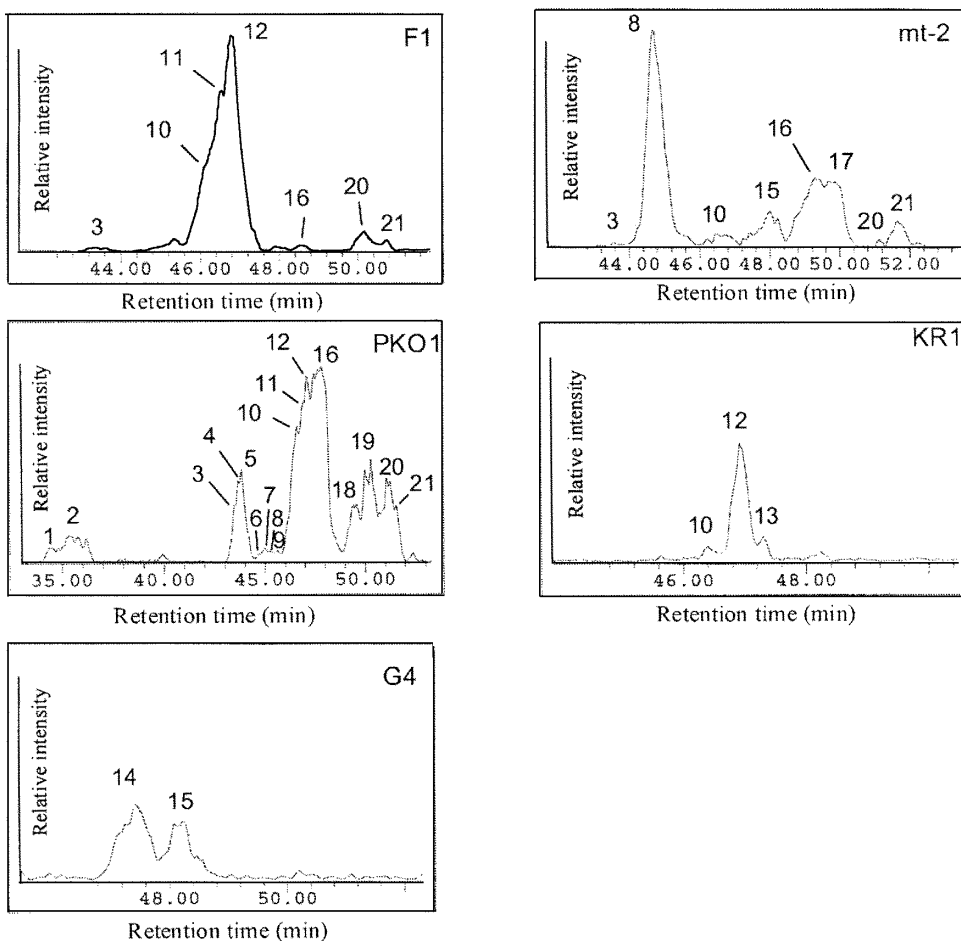 F1
12
11
10
3
16
20
21
Relative intensity
44.00 46.00 48.00 50.00
Retention time (min)
mt-2
8
3
10
15
16
17
20
21
Relative intensity
44.00 46.00 48.00 50.00 52.00
Retention time (min)
PKO1
12
16
11
10
4
5
3
7
6
8
9
19
18
20
21
1
2
Relative intensity
35.00 40.00 45.00 50.00
Retention time (min)
KR1
12
10
13
Relative intensity
46.00 48.00
Retention time (min)
G4
14
15
Relative intensity
48.00 50.00
Retention time (min)